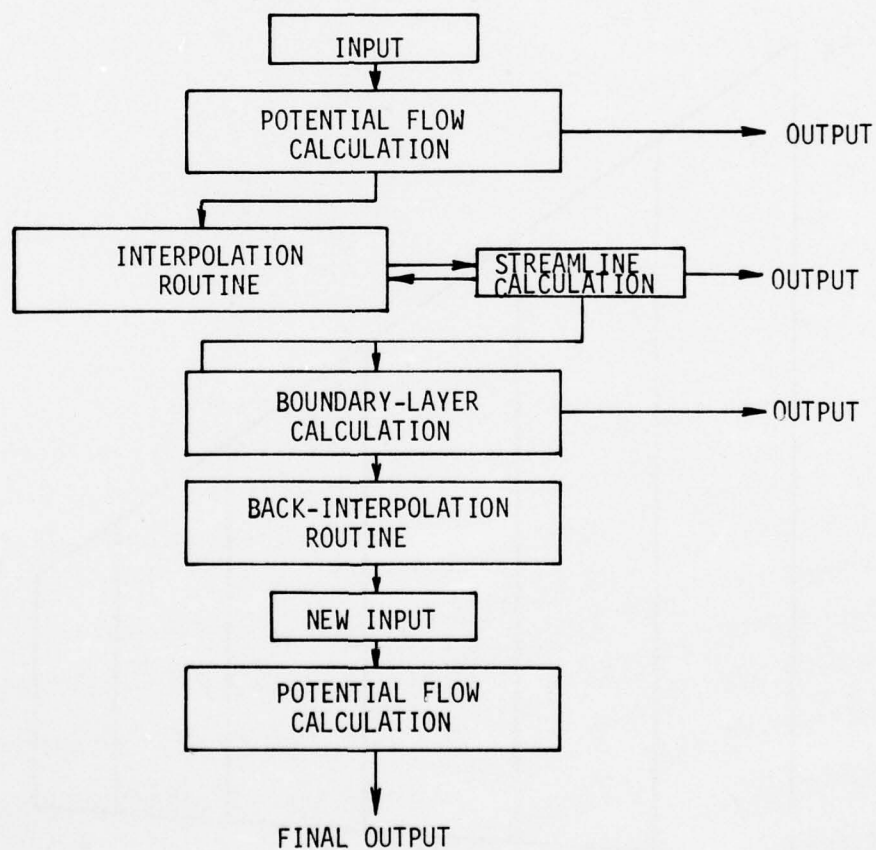 INPUT
POTENTIAL FLOW
CALCULATION
OUTPUT
INTERPOLATION
ROUTINE
STREAMLINE
CALCULATION
OUTPUT
BOUNDARY-LAYER
CALCULATION
OUTPUT
BACK-INTERPOLATION
ROUTINE
NEW INPUT
POTENTIAL FLOW
CALCULATION
FINAL OUTPUT